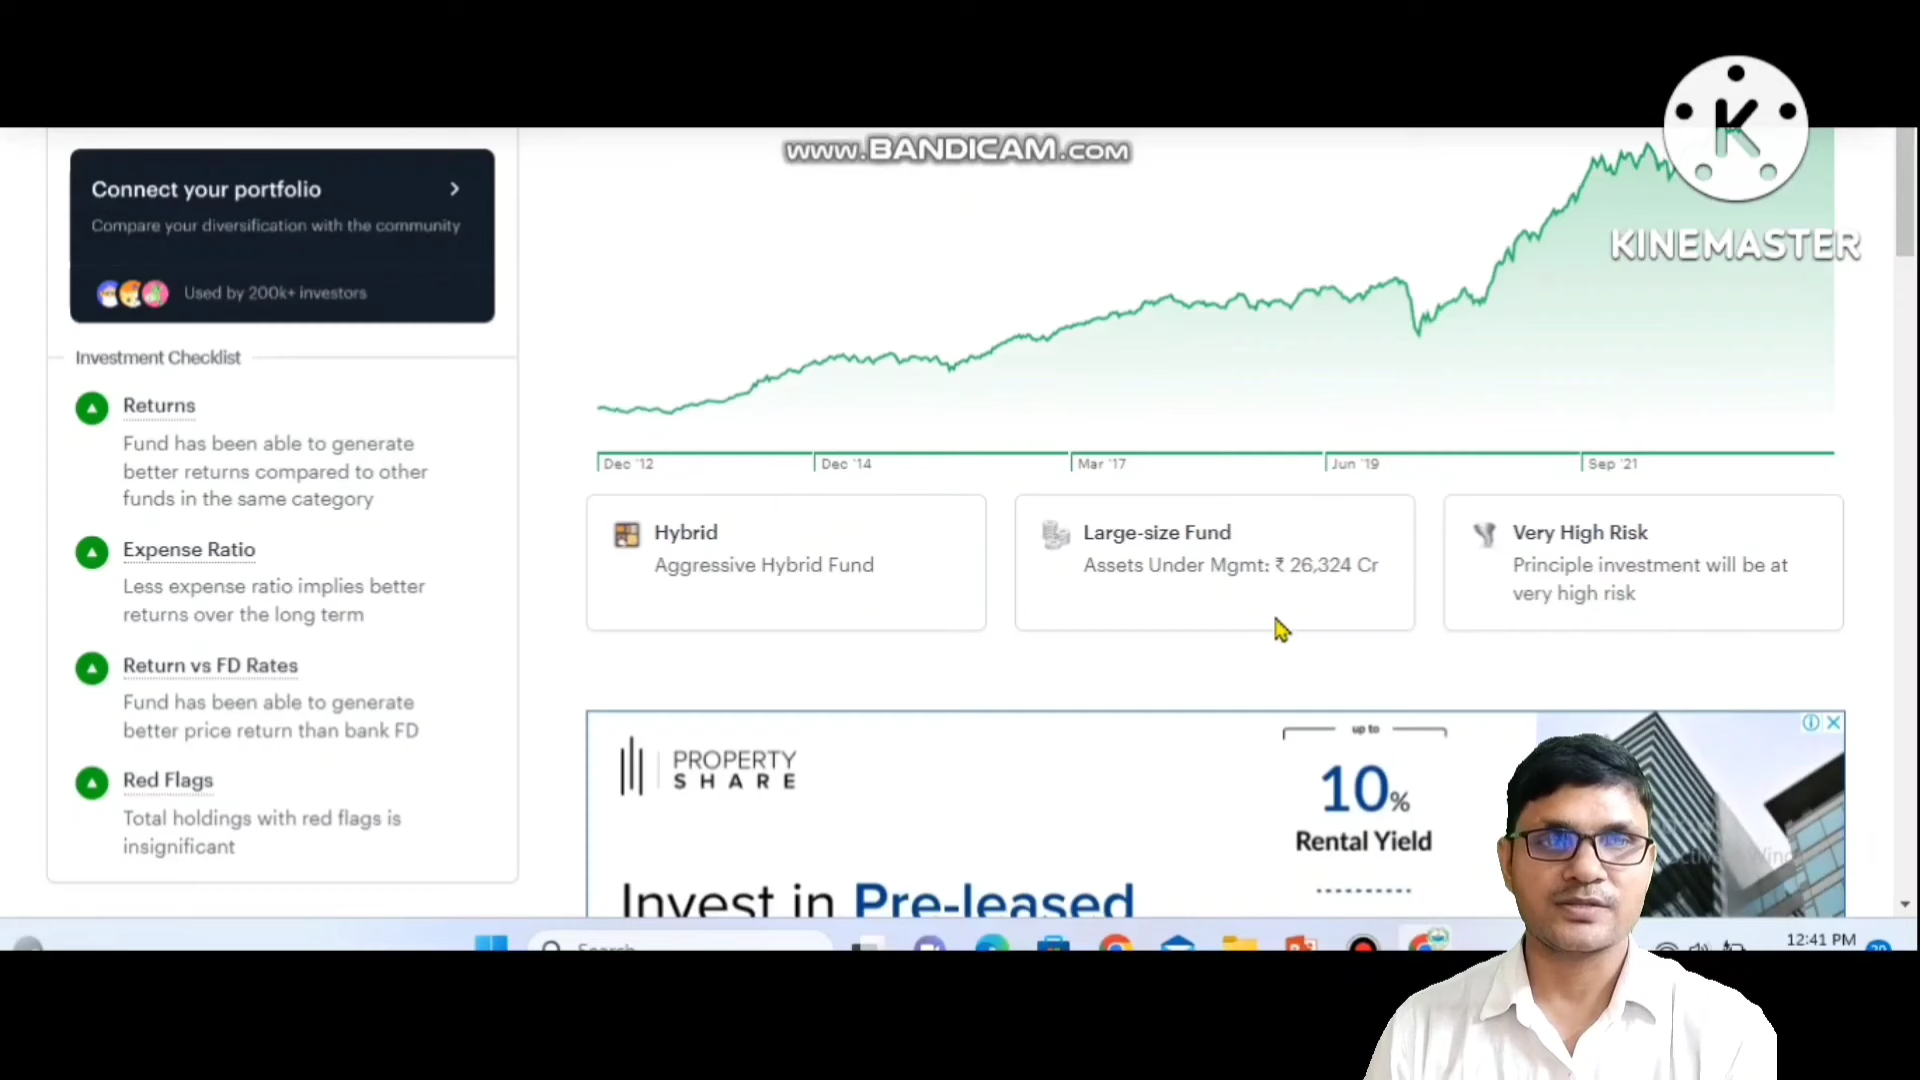 www.BANDICAM.com
K
KINEMASTER
Connect your portfolio
Compare your diversification with the community
Used by 200k+ investors
Investment Checklist
Returns
Fund has been able to generate
better returns compared to other
funds in the same category
Expense Ratio
Less expense ratio implies better
returns over the long term
Return vs FD Rates
Fund has been able to generate
better price return than bank FD
Red Flags
Total holdings with red flags is
insignificant
Dec '12
Dec '14
Mar '17
Jun '19
Sep '21
Hybrid
Aggressive Hybrid Fund
Large-size Fund
Assets Under Mgmt: ₹ 26,324 Cr
Very High Risk
Principle investment will be at
very high risk
PROPERTY
SHARE
up to
10%
Rental Yield
Invest in Pre-leased
Search
12:41 PM